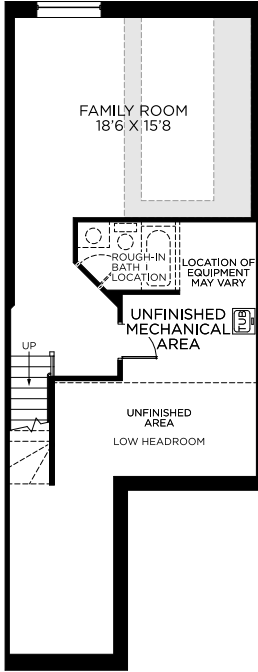 FAMILY ROOM
18'6 X 15'8
ROUGH-IN
BATH
LOCATION
LOCATION OF
EQUIPMENT
MAY VARY
UNFINISHED
MECHANICAL
AREA
TUB
UP
UNFINISHED
AREA
LOW HEADROOM